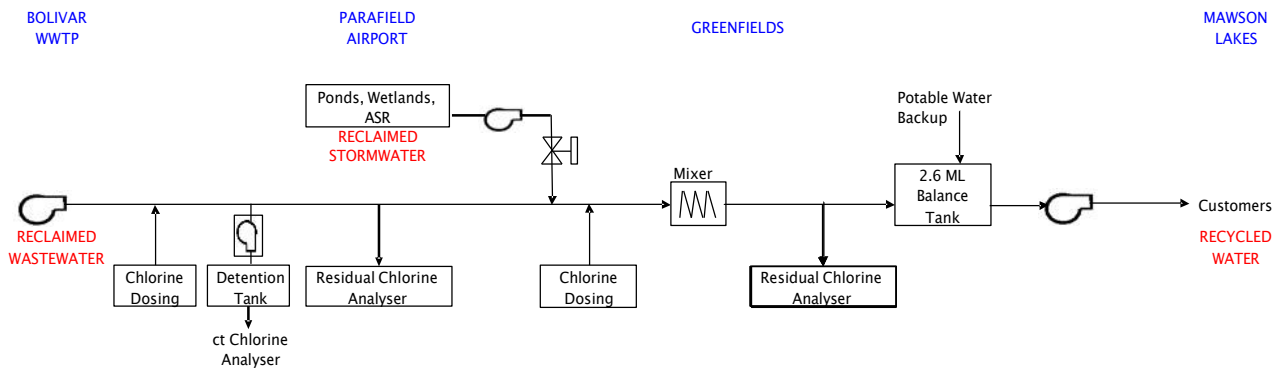 BOLIVAR
WWTP
PARAFIELD
AIRPORT
GREENFIELDS
MAWSON
LAKES
Ponds, Wetlands,
ASR
RECLAIMED
STORMWATER
Potable Water
Backup
Mixer
2.6 ML
Balance
Tank
Customers
RECYCLED
WATER
RECLAIMED
WASTEWATER
Chlorine
Dosing
Detention
Tank
ct Chlorine
Analyser
Residual Chlorine
Analyser
Chlorine
Dosing
Residual Chlorine
Analyser